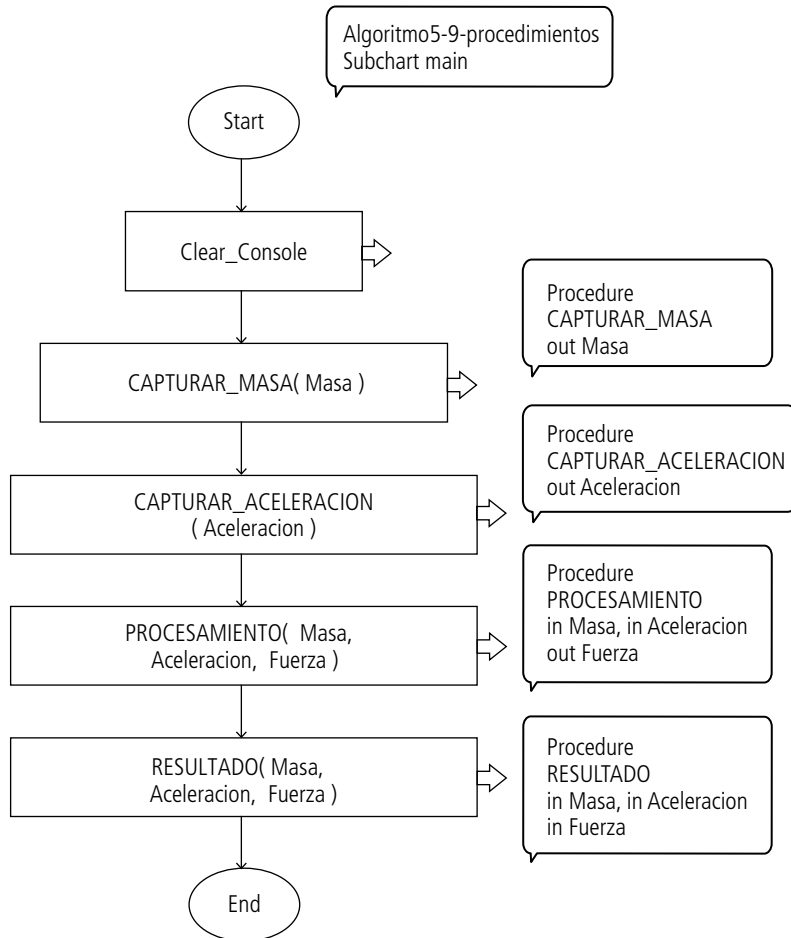 Algoritmo5-9-procedimientos
Subchart main
Start
Clear_Console
CAPTURAR_MASA( Masa )
Procedure
CAPTURAR_MASA
out Masa
CAPTURAR_ACELERACION
( Aceleracion )
Procedure
CAPTURAR_ACELERACION
out Aceleracion
PROCESAMIENTO( Masa,
Aceleracion, Fuerza )
Procedure
PROCESAMIENTO
in Masa, in Aceleracion
out Fuerza
RESULTADO( Masa,
Aceleracion, Fuerza )
Procedure
RESULTADO
in Masa, in Aceleracion
in Fuerza
End